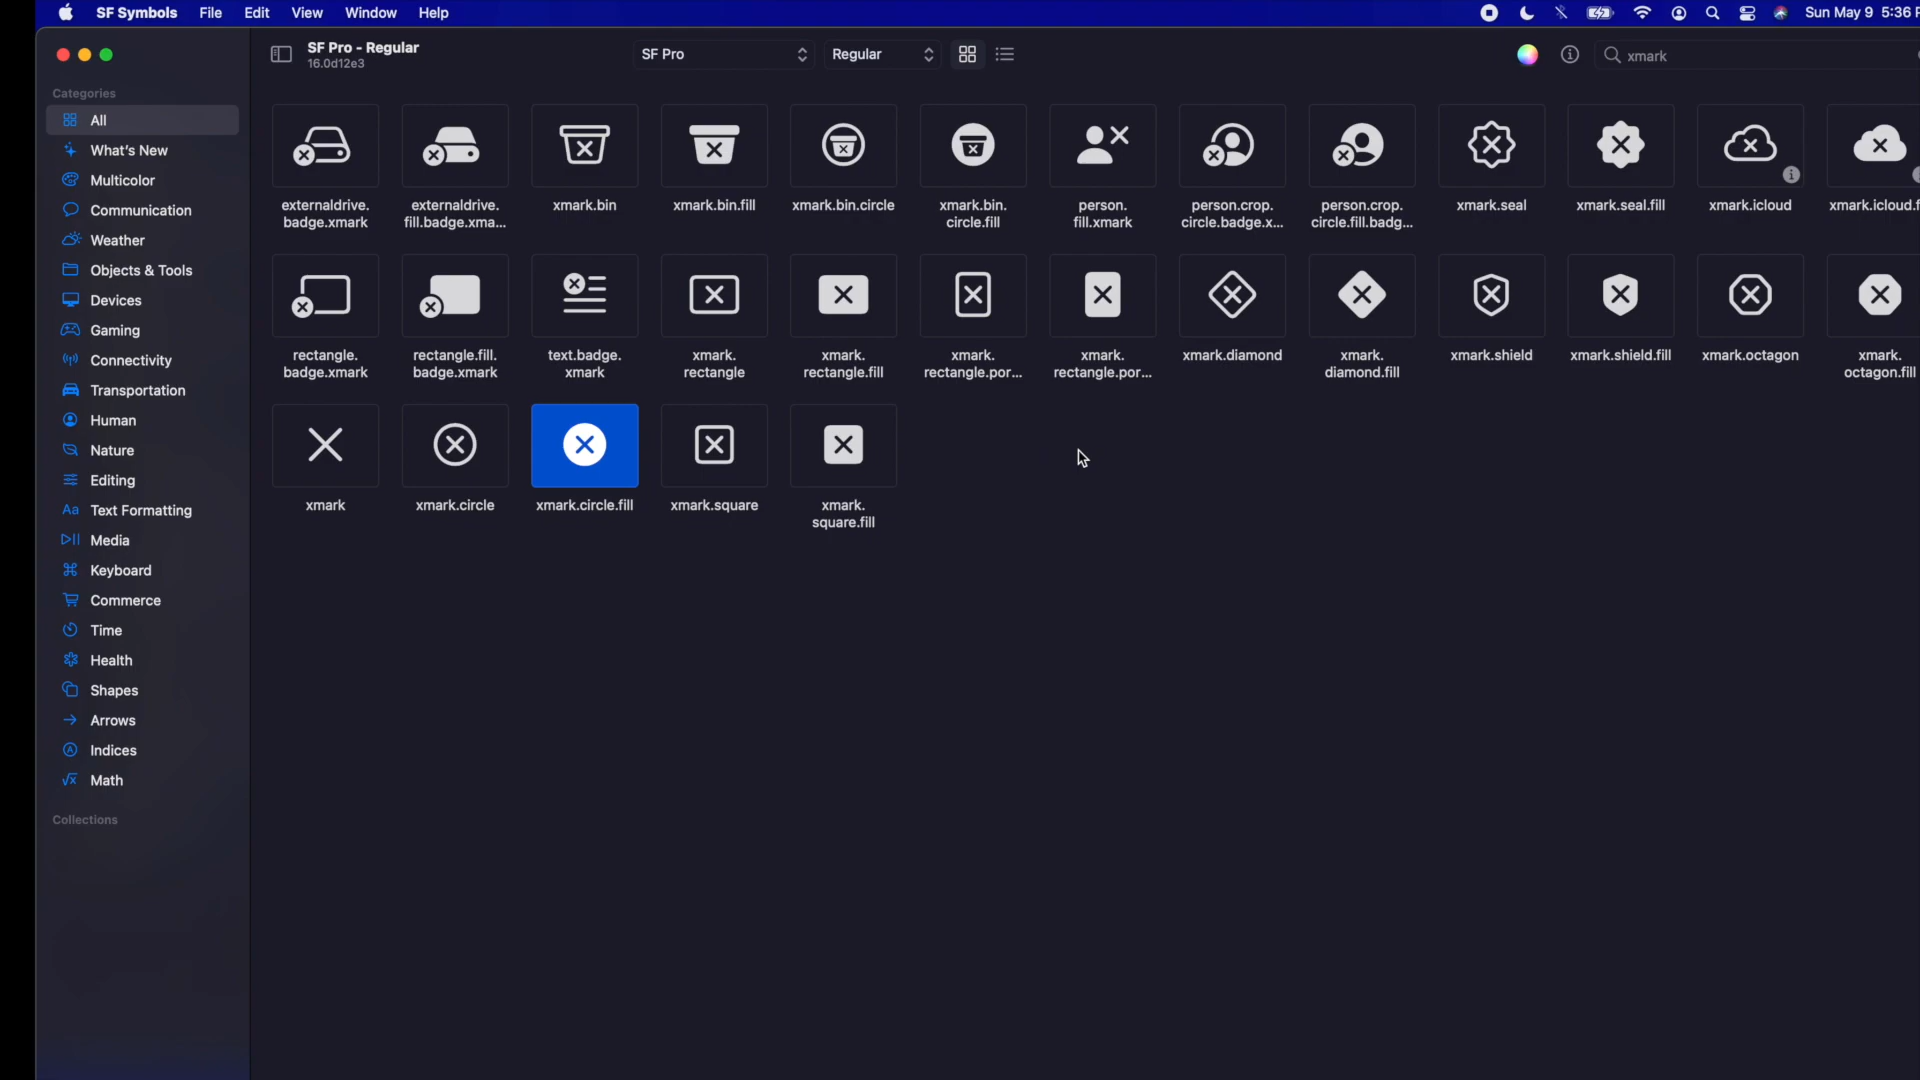 SF Symbols File Edit View Window Help Sun May 9 5:36
SF Pro - Regular
16.0d12e3
SF Pro
Regular
xmark
Categories
All
What's New
Multicolor
Communication
Weather
Objects & Tools
Devices
Gaming
Connectivity
Transportation
Human
Nature
Editing
Aa Text Formatting
Media
Keyboard
Commerce
Time
Health
Shapes
Arrows
Indices
Math
Collections
externaldrive.
badge.xmark
externaldrive.
fill.badge.xma...
xmark.bin
xmark.bin.fill
xmark.bin.circle
xmark.bin.
circle.fill
person.
fill.xmark
person.crop.
circle.badge.x...
person.crop.
circle.fill.badg...
xmark.seal
xmark.seal.fill
xmark.icloud
xmark.icloud.f
rectangle.
badge.xmark
rectangle.fill.
badge.xmark
text.badge.
xmark
xmark.
rectangle
xmark.
rectangle.fill
xmark.
rectangle.por...
xmark.
rectangle.por...
xmark.diamond
xmark.
diamond.fill
xmark.shield
xmark.shield.fill
xmark.octagon
xmark.
octagon.fill
xmark
xmark.circle
xmark.circle.fill
xmark.square
xmark.
square.fill